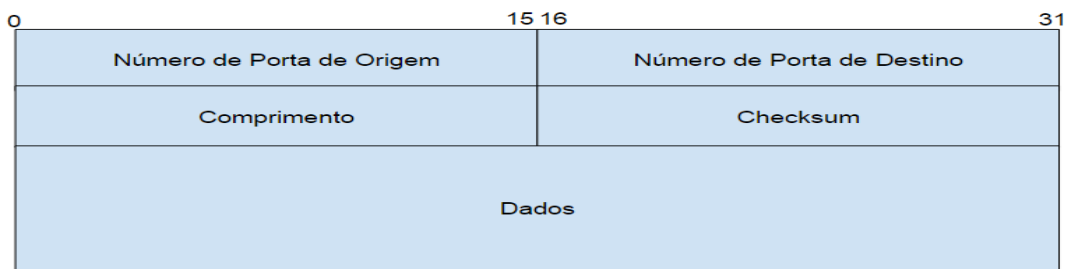 0 15 16 31
Número de Porta de Origem Número de Porta de Destino
Comprimento Checksum
Dados